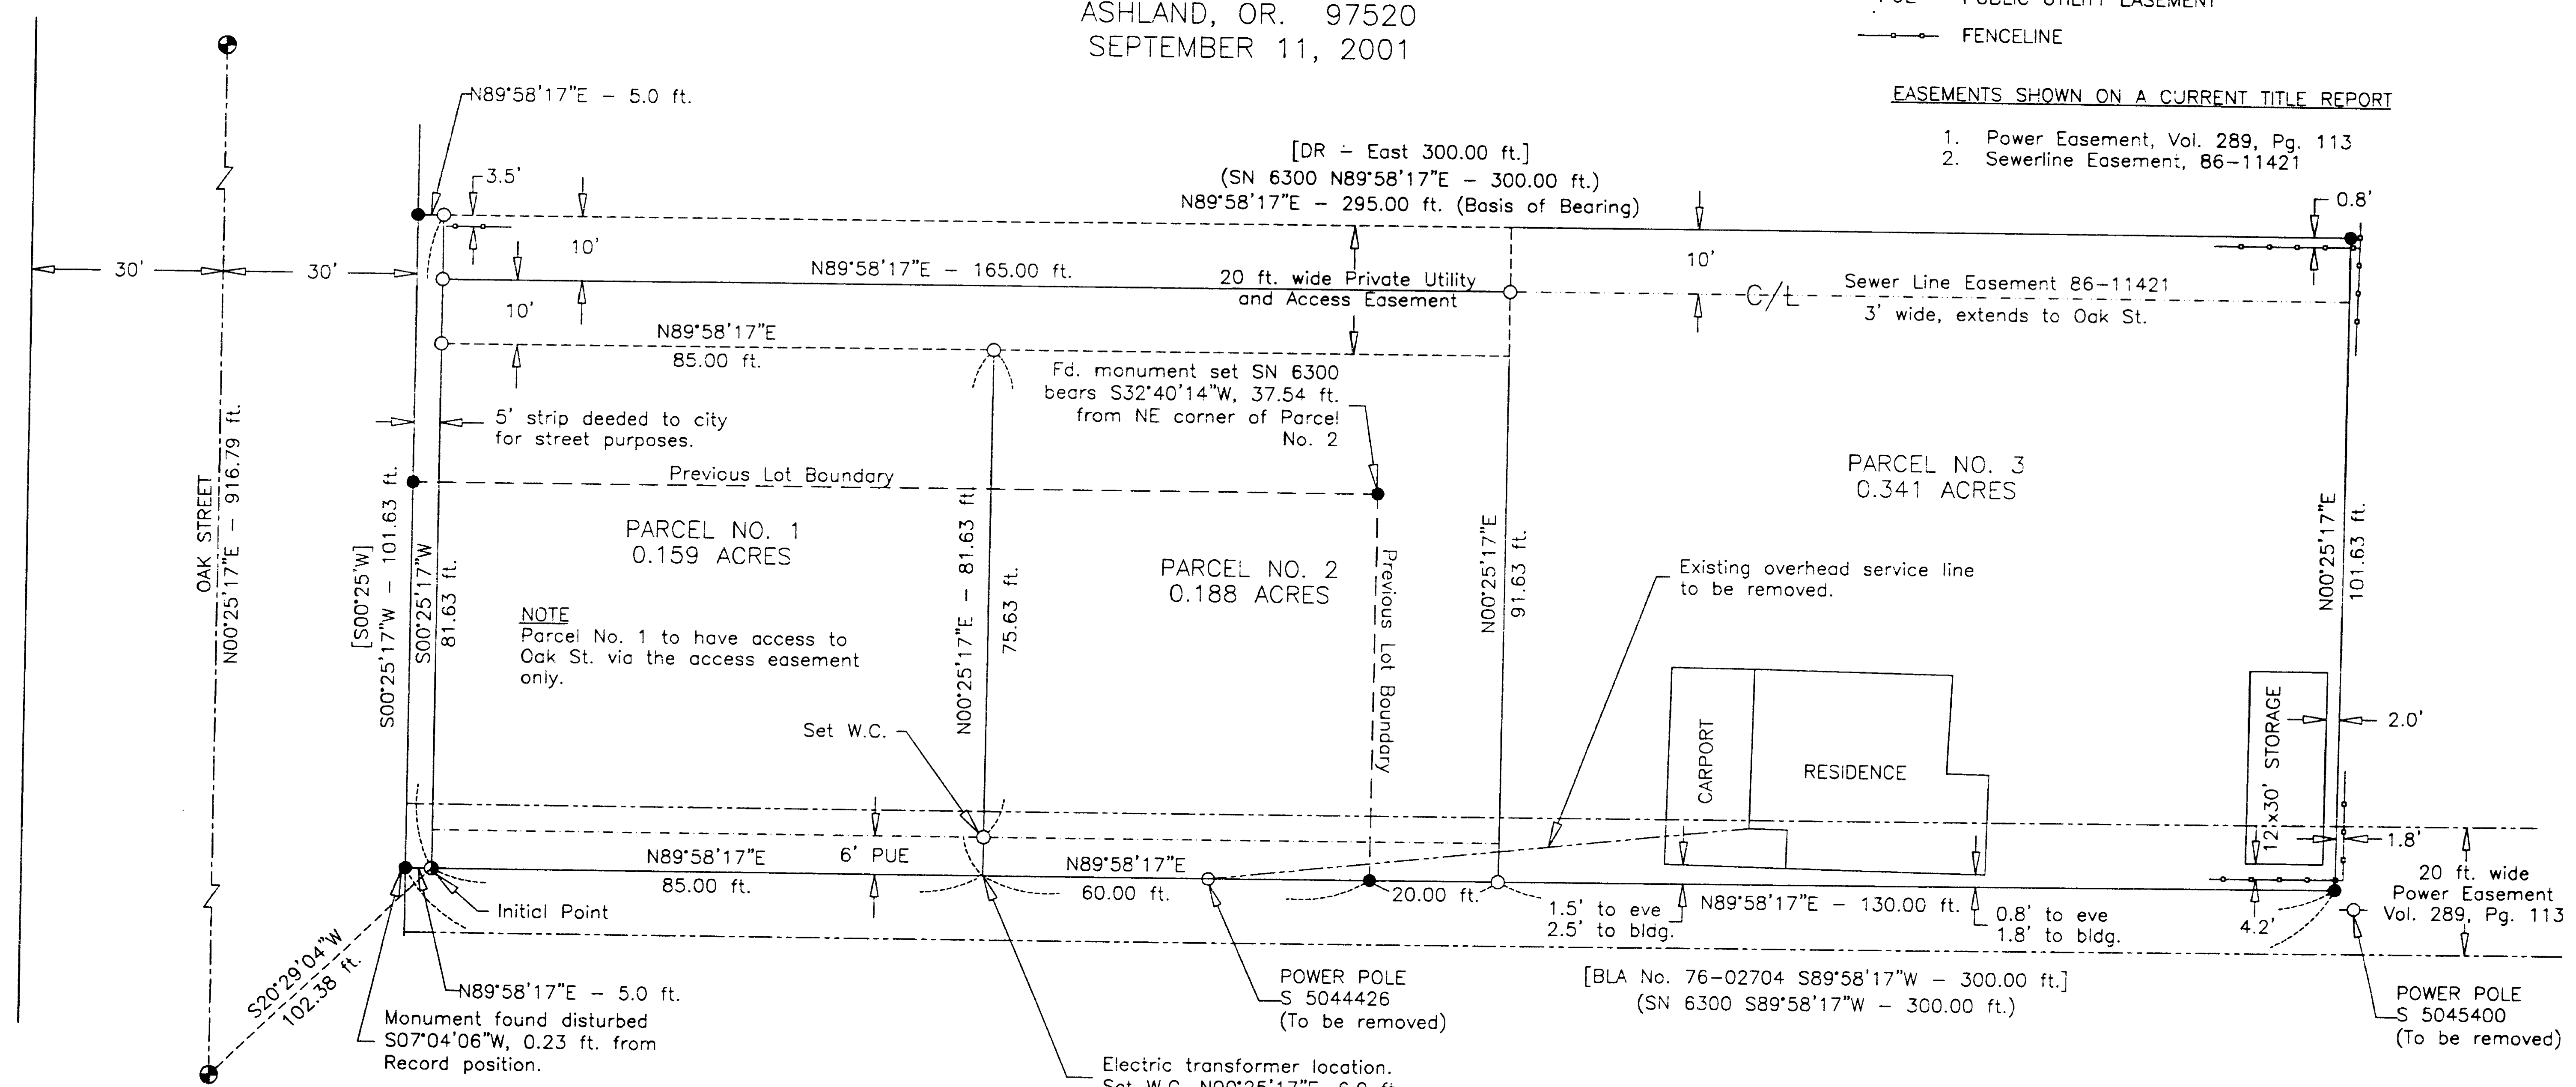 ASHLAND, OR. 97520
SEPTEMBER 11, 2001
PUBLIC UTILITY EASEMENT
FENCELINE
EASEMENTS SHOWN ON A CURRENT TITLE REPORT
1. Power Easement, Vol. 289, Pg. 113
2. Sewerline Easement, 86-11421
N89°58'17"E - 5.0 ft.
3.5'
[DR - East 300.00 ft.]
(SN 6300 N89°58'17"E - 300.00 ft.)
N89°58'17"E - 295.00 ft. (Basis of Bearing)
0.8'
30'
30'
10'
10'
N89°58'17"E - 165.00 ft.
20 ft. wide Private Utility
and Access Easement
10'
C/L
Sewer Line Easement 86-11421
3' wide, extends to Oak St.
N89°58'17"E
85.00 ft.
Fd. monument set SN 6300
bears S32°40'14"W, 37.54 ft.
from NE corner of Parcel
No. 2
5' strip deeded to city
for street purposes.
Previous Lot Boundary
OAK STREET
N00°25'17"E - 916.79 ft.
[S00°25'W]
S00°25'17"W - 101.63 ft.
S00°25'17"W
81.63 ft.
PARCEL NO. 1
0.159 ACRES
NOTE
Parcel No. 1 to have access to
Oak St. via the access easement
only.
N00°25'17"E - 81.63 ft.
75.63 ft.
PARCEL NO. 2
0.188 ACRES
Previous Lot Boundary
N00°25'17"E
91.63 ft.
PARCEL NO. 3
0.341 ACRES
Existing overhead service line
to be removed.
N00°25'17"E
101.63 ft.
Set W.C.
CARPORT
RESIDENCE
12'x30' STORAGE
2.0'
1.8'
20 ft. wide
Power Easement
Vol. 289, Pg. 113
N89°58'17"E
85.00 ft.
6' PUE
N89°58'17"E
60.00 ft.
20.00 ft.
1.5' to eve
2.5' to bldg.
N89°58'17"E - 130.00 ft.
0.8' to eve
1.8' to bldg.
4.2'
Initial Point
S20°29'04"W
102.38 ft.
N89°58'17"E - 5.0 ft.
Monument found disturbed
S07°04'06"W, 0.23 ft. from
Record position.
POWER POLE
S 5044426
(To be removed)
[BLA No. 76-02704 S89°58'17"W - 300.00 ft.]
(SN 6300 S89°58'17"W - 300.00 ft.)
POWER POLE
S 5045400
(To be removed)
Electric transformer location.
Set W.C. N00°25'17"E, 6.0 ft.